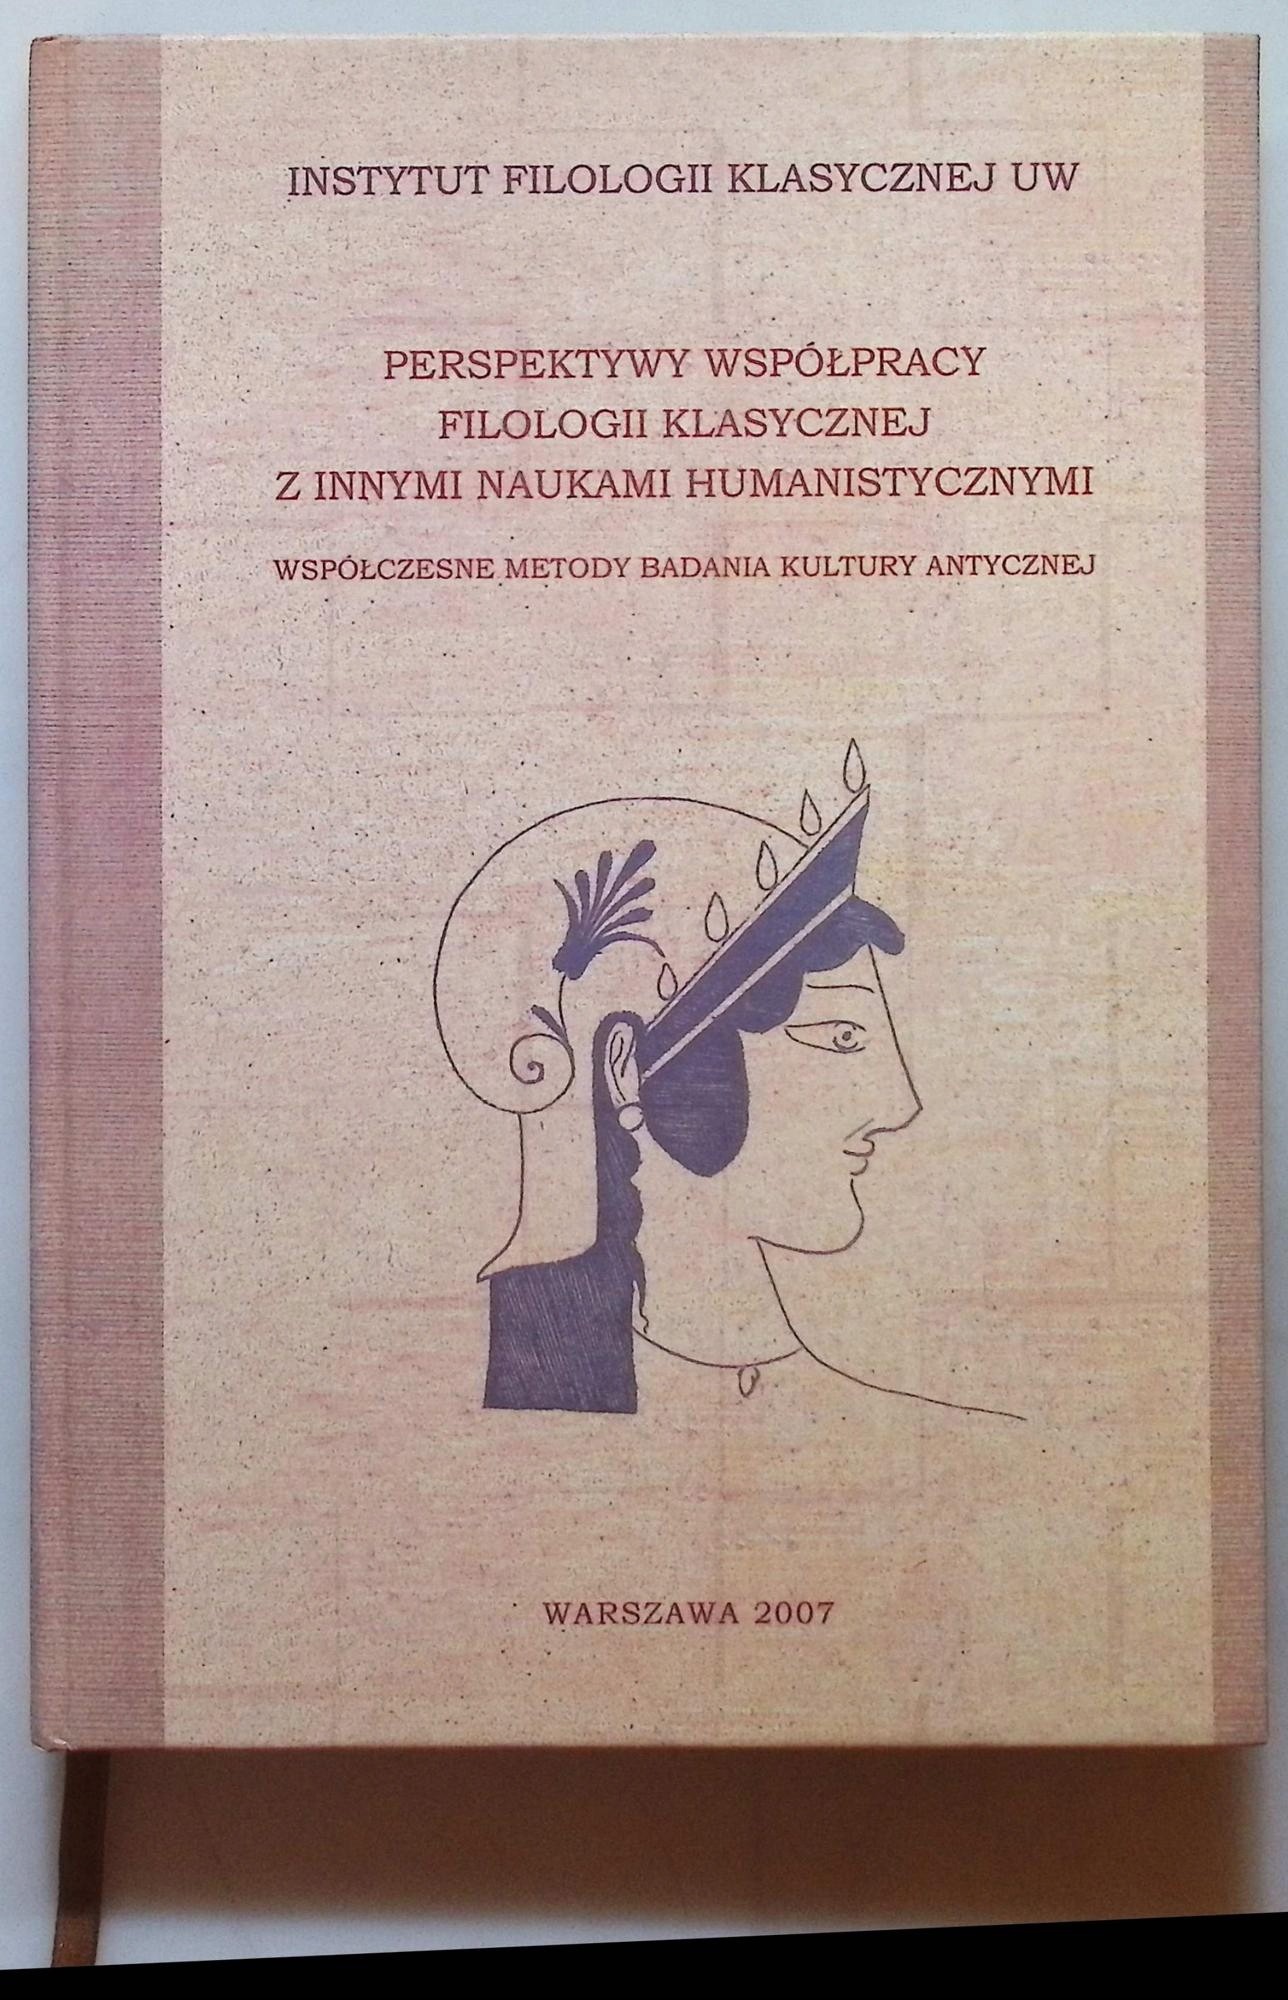 INSTYTUT FILOLOGII KLASYCZNEJ UW
PERSPEKTYWY WSPÓŁPRACY
FILOLOGII KLASYCZNEJ
Z INNYMI NAUKAMI HUMANISTYCZNYMI
WSPÓŁCZESNE METODY BADANIA KULTURY ANTYCZNEJ
WARSZAWA 2007